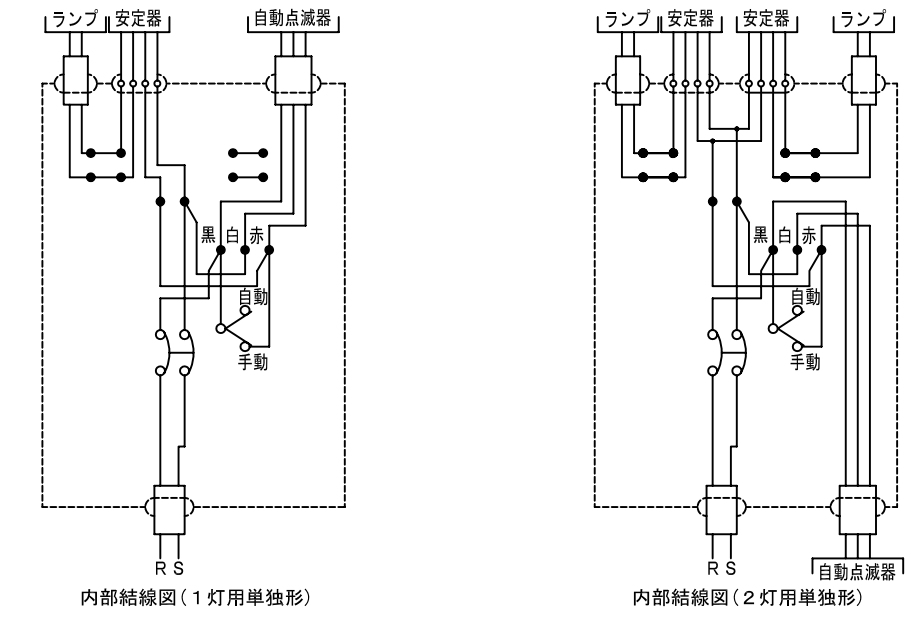 ランプ 安定器 自動点滅器
黒 白 赤
自動
手動
R S
内部結線図(1灯用単独形)
ランプ 安定器 安定器 ランプ
黒 白 赤
自動
手動
R S
自動点滅器
内部結線図(2灯用単独形)